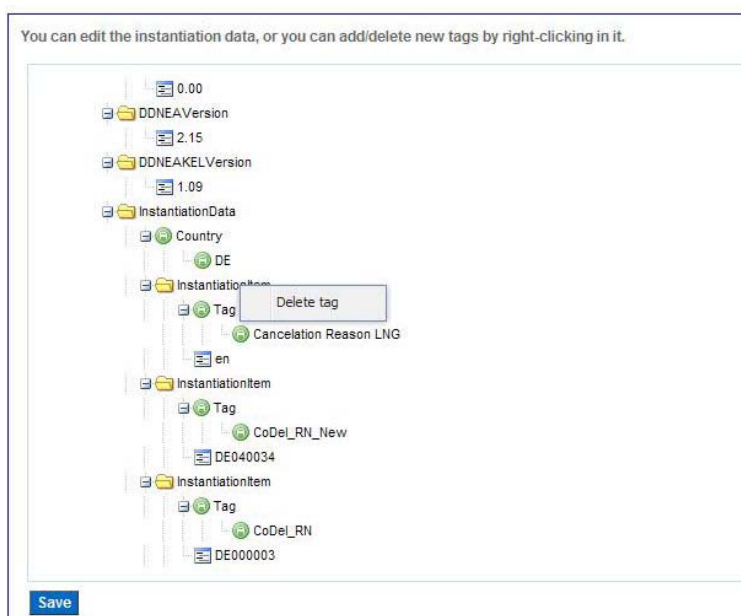 You can edit the instantiation data, or you can add/delete new tags by right-clicking in it.
0.00
DDNEAVersion
2.15
DDNEAKELVersion
1.09
InstantiationData
Country
DE
InstantiationItem
Delete tag
Tag
Cancelation Reason LNG
en
InstantiationItem
Tag
CoDel_RN_New
DE040034
InstantiationItem
Tag
CoDel_RN
DE000003
Save